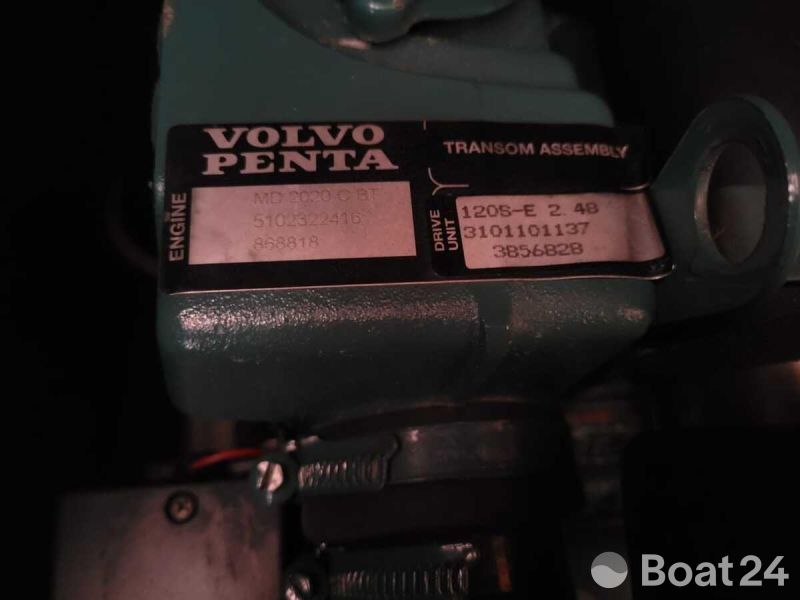 VOLVO
PENTA
ENGINE
MD 2020-C BT
5102322416
868818
TRANSOM ASSEMBLY
DRIVE
UNIT
120S-E 2.48
3101101137
3856828
Boat24